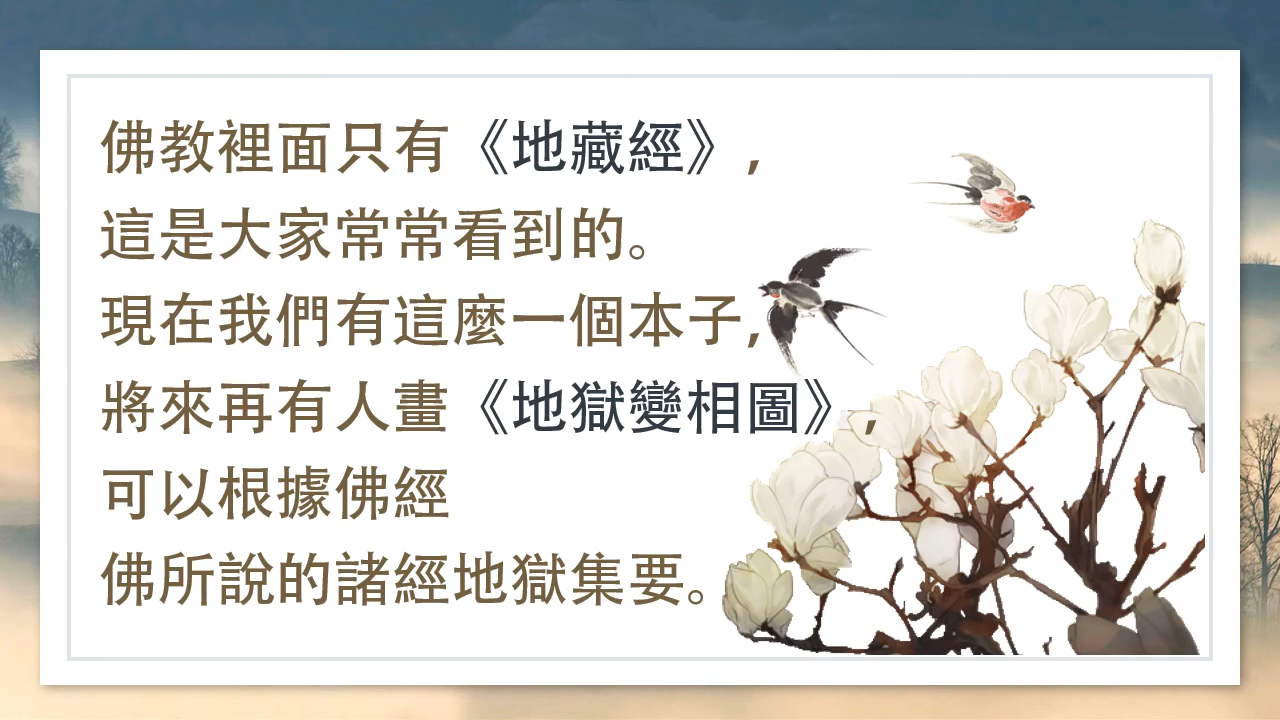 佛教裡面只有《地藏經》,
這是大家常常看到的。
現在我們有這麼一個本子,
將來再有人畫《地獄變相圖》,
可以根據佛經
佛所說的諸經地獄集要。